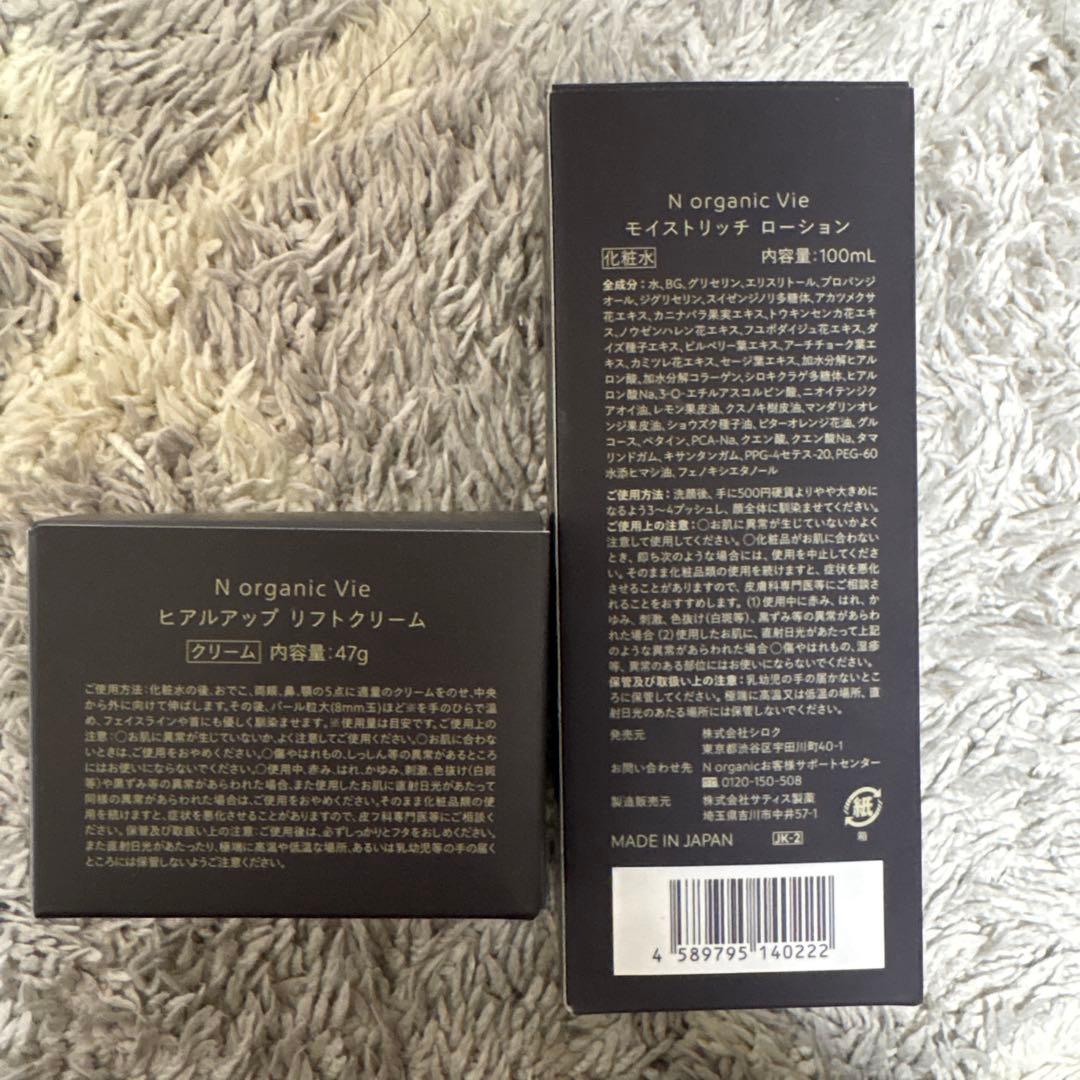 N organic Vie
ヒアルアップ リフトクリーム
クリーム 内容量:47g
ご使用方法:化粧水の後、おでこ、両頬、鼻、顎の5点に適量のクリームをのせ、中央
から外に向けて伸ばします。その後、パール粒大(8mm玉)ほど※を手のひらで温
め、フェイスラインや首にも優しく馴染ませます。※使用量は目安です。ご使用上の
注意:○お肌に異常が生じていないか、よく注意してご使用ください。○お肌に合わ
ないときは、ご使用をおやめください。○傷やはれもの、しっしん等の異常があるところ
にはお使いにならないでください。○使用中、赤み、はれ、かゆみ、刺激、色抜け(白斑
等)や黒ずみ等の異常があらわれた場合、また使用したお肌に直射日光があたって
同様の異常があらわれた場合は、ご使用をおやめください。そのまま化粧品類の使
用を続けますと、症状を悪化させることがありますので、皮フ科専門医等にご相談く
ださい。保管及び取扱い上の注意:ご使用後は、必ずしっかりとフタをおしめください。
また直射日光があたったり、極端に高温や低温な場所、あるいは乳幼児等の手の届く
ところには保管しないようご注意ください。
N organic Vie
モイストリッチ ローション
化粧水 内容量:100mL
全成分:水、BG、グリセリン、エリスリトール、プロパンジ
オール、ジグリセリン、スイゼンジノリ多糖体、アカツメクサ
花エキス、カニナバラ果実エキス、トウキンセンカ花エキ
ス、ノウゼンハレン花エキス、フユボダイジュ花エキス、ダ
イズ種子エキス、ビルベリー葉エキス、アーチチョーク葉エ
キス、カミツレ花エキス、セージ葉エキス、加水分解ヒアル
ロン酸、加水分解コラーゲン、シロキクラゲ多糖体、ヒアル
ロン酸Na、3-O-エチルアスコルビン酸、ニオイテンジク
アオイ油、レモン果皮油、クスノキ樹皮油、マンダリンオレ
ンジ果皮油、ショウズク種子油、ビターオレンジ花油、グル
コース、ベタイン、PCA-Na、クエン酸、クエン酸Na、タマ
リンドガム、キサンタンガム、PPG-4セテス-20、PEG-60
水添ヒマシ油、フェノキシエタノール
ご使用方法:洗顔後、手に500円硬貨よりやや大きめに
なるよう3〜4プッシュし、顔全体に馴染ませてください。
ご使用上の注意:○お肌に異常が生じていないかよく
注意して使用してください。○化粧品がお肌に合わない
とき、即ち次のような場合には、使用を中止してくださ
い。そのまま化粧品類の使用を続けますと、症状を悪化
させることがありますので、皮膚科専門医等にご相談され
ることをおすすめします。(1)使用中に赤み、はれ、か
ゆみ、刺激、色抜け(白斑等)、黒ずみ等の異常があらわ
れた場合(2)使用したお肌に、直射日光があたって上記
のような異常があらわれた場合○傷やはれもの、湿疹
等、異常のある部位にはお使いにならないでください。
保管及び取扱い上の注意:乳幼児の手の届かないとこ
ろに保管してください。極端に高温又は低温の場所、直
射日光のあたる場所には保管しないでください。
発売元 株式会社シロク
東京都渋谷区宇田川町40-1
お問い合わせ先 N organicお客様サポートセンター
0120-150-508
製造販売元 株式会社サティス製薬
埼玉県吉川市中井57-1
紙
箱
MADE IN JAPAN JK-2
4 589795 140222